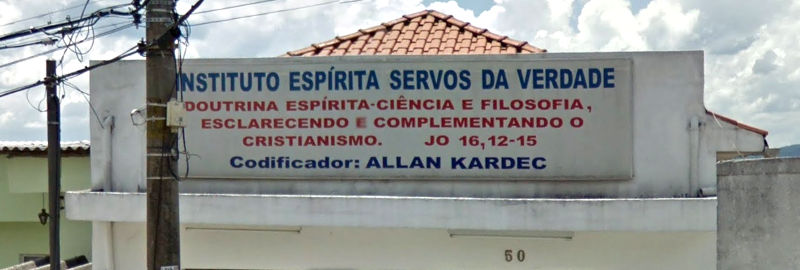 INSTITUTO ESPÍRITA SERVOS DA VERDADE
DOUTRINA ESPÍRITA-CIÊNCIA E FILOSOFIA,
ESCLARECENDO E COMPLEMENTANDO O
CRISTIANISMO. JO 16,12-15
Codificador: ALLAN KARDEC
50